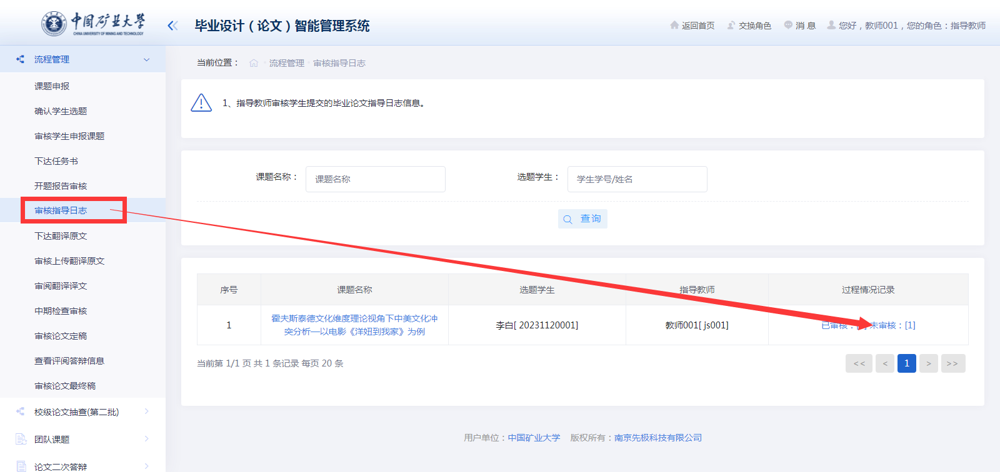 中国矿业大学
CHINA UNIVERSITY OF MINING AND TECHNOLOGY
毕业设计（论文）智能管理系统
返回首页 交换角色 消 息 您好，教师001，您的角色：指导教师
流程管理
课题申报
确认学生选题
审核学生申报课题
下达任务书
开题报告审核
审核指导日志
下达翻译原文
审核上传翻译原文
审阅翻译译文
中期检查审核
审核论文定稿
查看评阅答辩信息
审核论文最终稿
校级论文抽查(第二批)
团队课题
论文二次答辩
当前位置： 流程管理 审核指导日志
1、指导教师审核学生提交的毕业论文指导日志信息。
课题名称： 课题名称 选题学生： 学生学号/姓名
查询
序号 课题名称 选题学生 指导教师 过程情况记录
1 霍夫斯泰德文化维度理论视角下中美文化冲
突分析—以电影《洋妞到我家》为例 李白[ 20231120001] 教师001[ js001] 已审核： 未审核：[1]
当前第 1/1 页 共 1 条记录 每页 20 条
<< < 1 > >>
用户单位：中国矿业大学 版权所有：南京先极科技有限公司